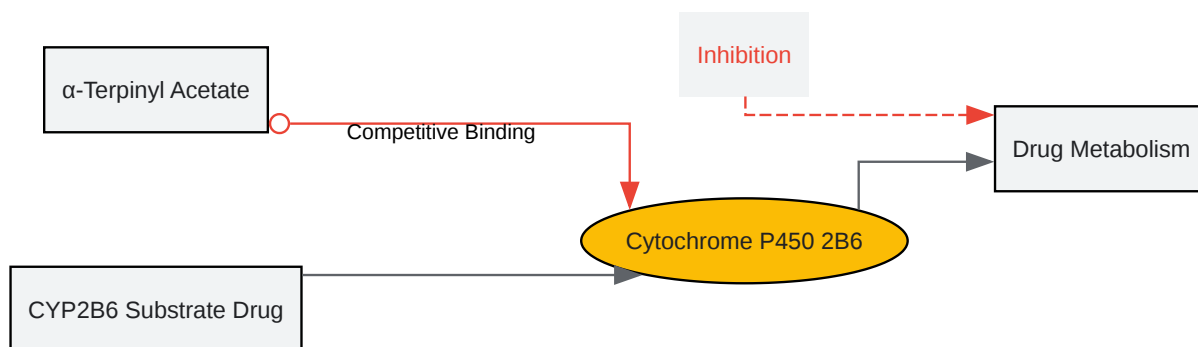 Inhibition
α-Terpinyl Acetate
Competitive Binding
Drug Metabolism
Cytochrome P450 2B6
CYP2B6 Substrate Drug